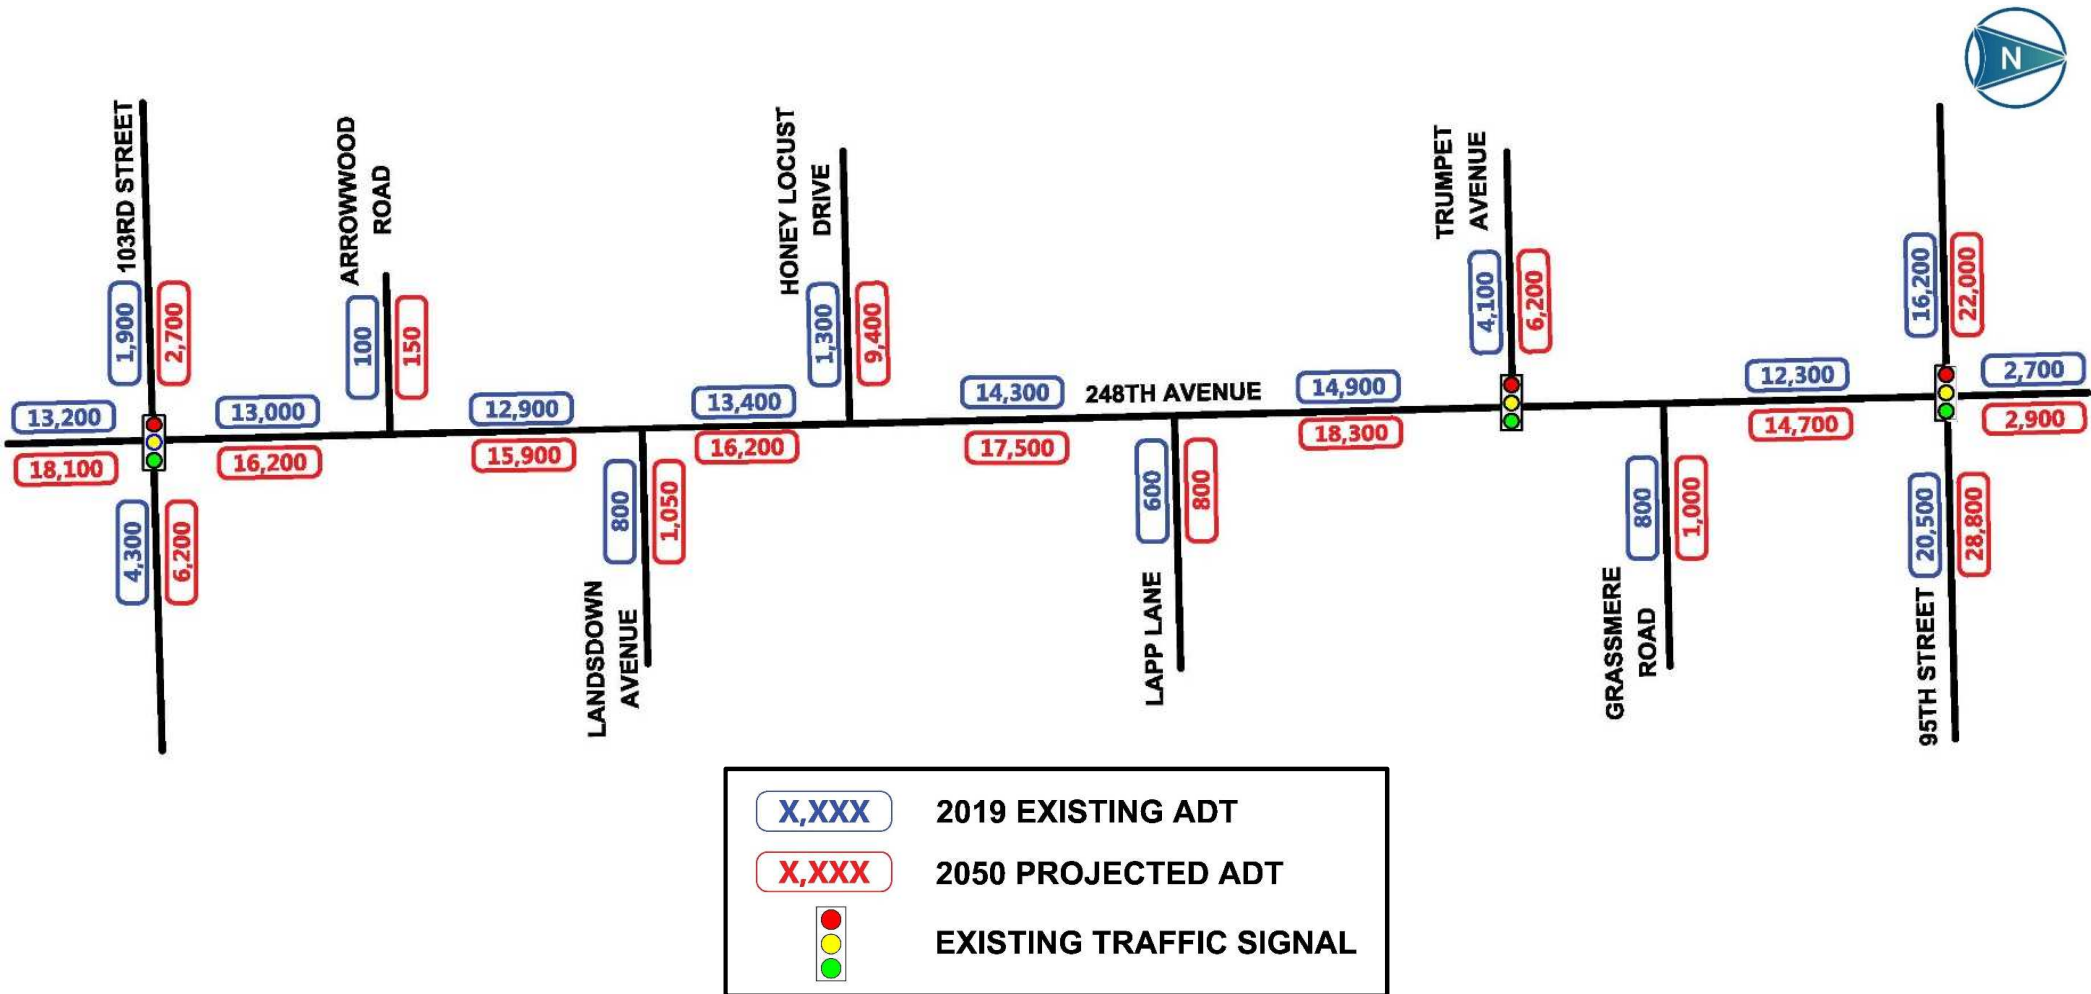 N
103RD STREET
1,900
2,700
13,200
18,100
4,300
6,200
13,000
16,200
ARROWWOOD
ROAD
100
150
12,900
15,900
LANDSDOWN
AVENUE
800
1,050
13,400
16,200
HONEY LOCUST
DRIVE
1,300
9,400
14,300
17,500
248TH AVENUE
LAPP LANE
600
800
14,900
18,300
TRUMPET
AVENUE
4,100
6,200
GRASSMERE
ROAD
800
1,000
12,300
14,700
16,200
22,000
2,700
2,900
95TH STREET
20,500
28,800
X,XXX 2019 EXISTING ADT
X,XXX 2050 PROJECTED ADT
EXISTING TRAFFIC SIGNAL